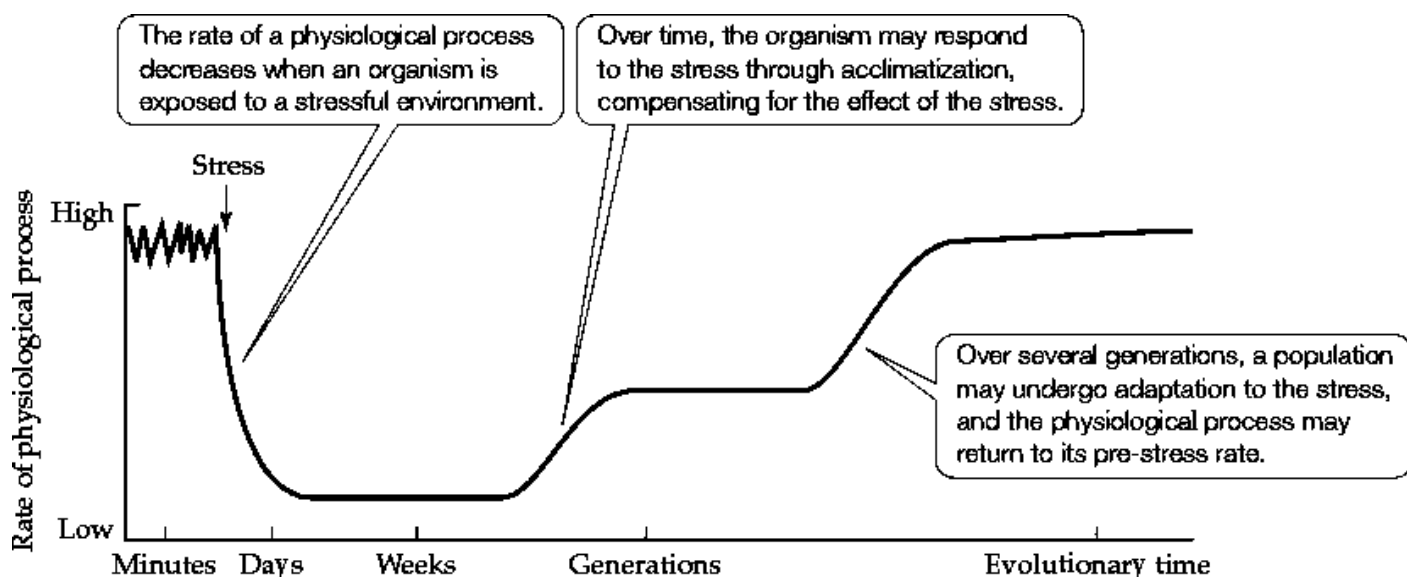 The rate of a physiological process
decreases when an organism is
exposed to a stressful environment.
Over time, the organism may respond
to the stress through acclimatization,
compensating for the effect of the stress.
Stress
High
Rate of physiological process
Over several generations, a population
may undergo adaptation to the stress,
and the physiological process may
return to its pre-stress rate.
Low
Minutes Days Weeks Generations Evolutionary time